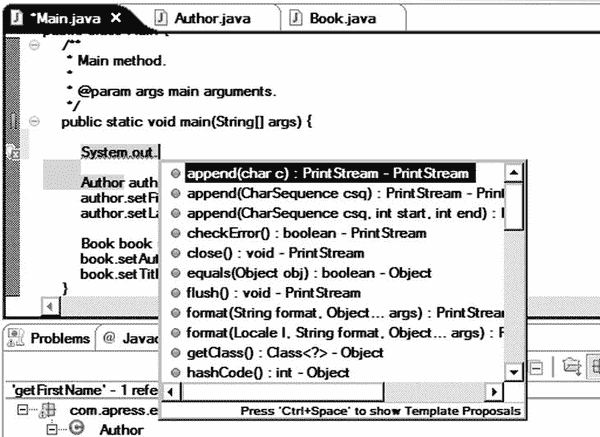 *Main.java
Author.java
Book.java
/**
* Main method.
*
* @param args main arguments.
*/
public static void main(String[] args) {
System.out.
Author
book.setAut
book.setTitl
Book book
author.setFi
author.setLa
}
append(char c) : PrintStream - PrintStream
append(CharSequence csq) : PrintStream - Print
append(CharSequence csq, int start, int end) :
checkError() : boolean - PrintStream
close() : void - PrintStream
equals(Object obj) : boolean - Object
flush() : void - PrintStream
format(String format, Object... args) : PrintStrea
format(Locale l, String format, Object... args) :
getClass() : Class<?> - Object
hashCode() : int - Object
Press 'Ctrl+Space' to show Template Proposals
Problems
@ Javad
'getFirstName' - 1 refe
com.apress.e
Author